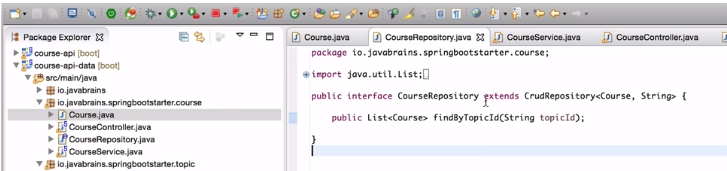 Package Explorer
course-api [boot]
course-api-data [boot]
src/main/java
io.javabrains
io.javabrains.springbootstarter.course
Course.java
CourseController.java
CourseRepository.java
CourseService.java
io.javabrains.springbootstarter.topic
Course.java CourseRepository.java CourseService.java CourseController.java
package io.javabrains.springbootstarter.course;
import java.util.List;
public interface CourseRepository extends CrudRepository<Course, String> {
public List<Course> findByTopicId(String topicId);
}